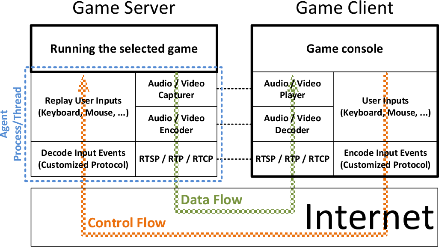 Game Server
Game Client
Running the selected game
Game console
Agent
Process/Thread
Replay User Inputs
(Keyboard, Mouse, ...)
Audio / Video
Capturer
Audio / Video
Encoder
Decode Input Events
(Customized Protocol)
RTSP / RTP / RTCP
Audio / Video
Player
Audio / Video
Decoder
RTSP / RTP / RTCP
User Inputs
(Keyboard, Mouse, ...)
Encode Input Events
(Customized Protocol)
Data Flow
Control Flow
Internet